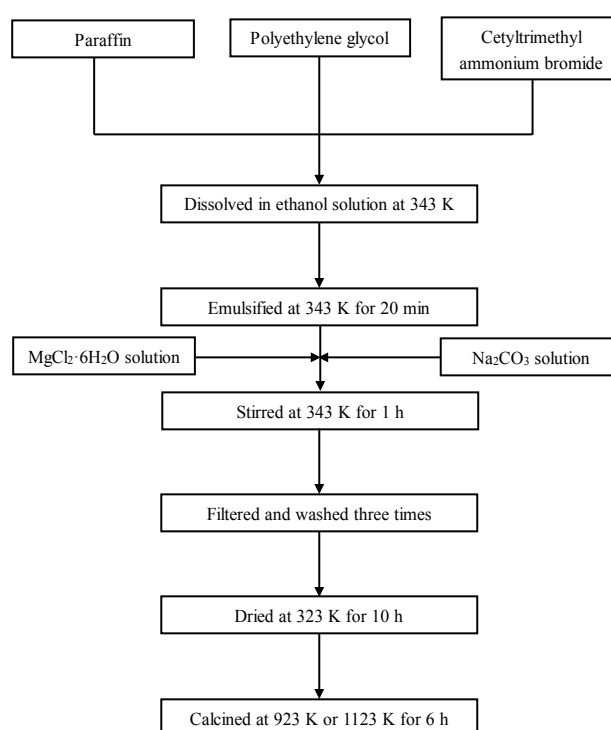 Paraffin
Polyethylene glycol
Cetyltrimethyl
ammonium bromide
Dissolved in ethanol solution at 343 K
Emulsified at 343 K for 20 min
MgCl₂·6H₂O solution
Na₂CO₃ solution
Stirred at 343 K for 1 h
Filtered and washed three times
Dried at 323 K for 10 h
Calcined at 923 K or 1123 K for 6 h